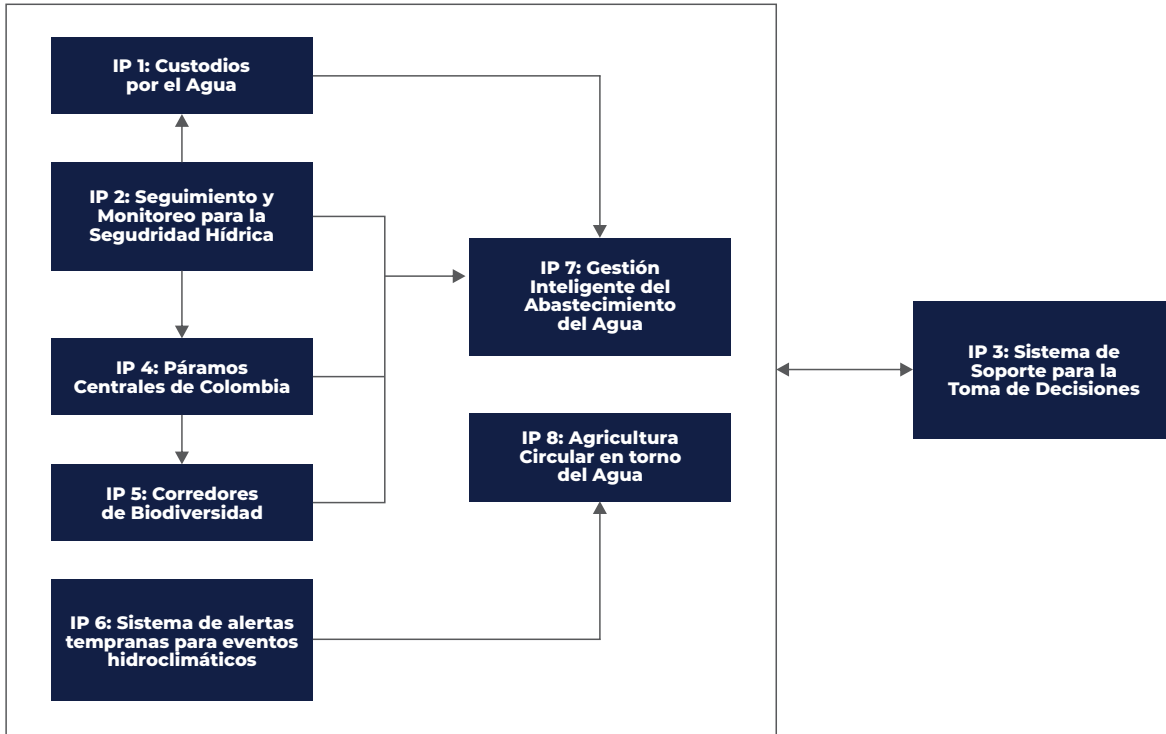 IP 1: Custodios
por el Agua
IP 2: Seguimiento y
Monitoreo para la
Segudridad Hídrica
IP 4: Páramos
Centrales de Colombia
IP 5: Corredores
de Biodiversidad
IP 6: Sistema de alertas
tempranas para eventos
hidroclimáticos
IP 7: Gestión
Inteligente del
Abastecimiento
del Agua
IP 8: Agricultura
Circular en torno
del Agua
IP 3: Sistema de
Soporte para la
Toma de Decisiones